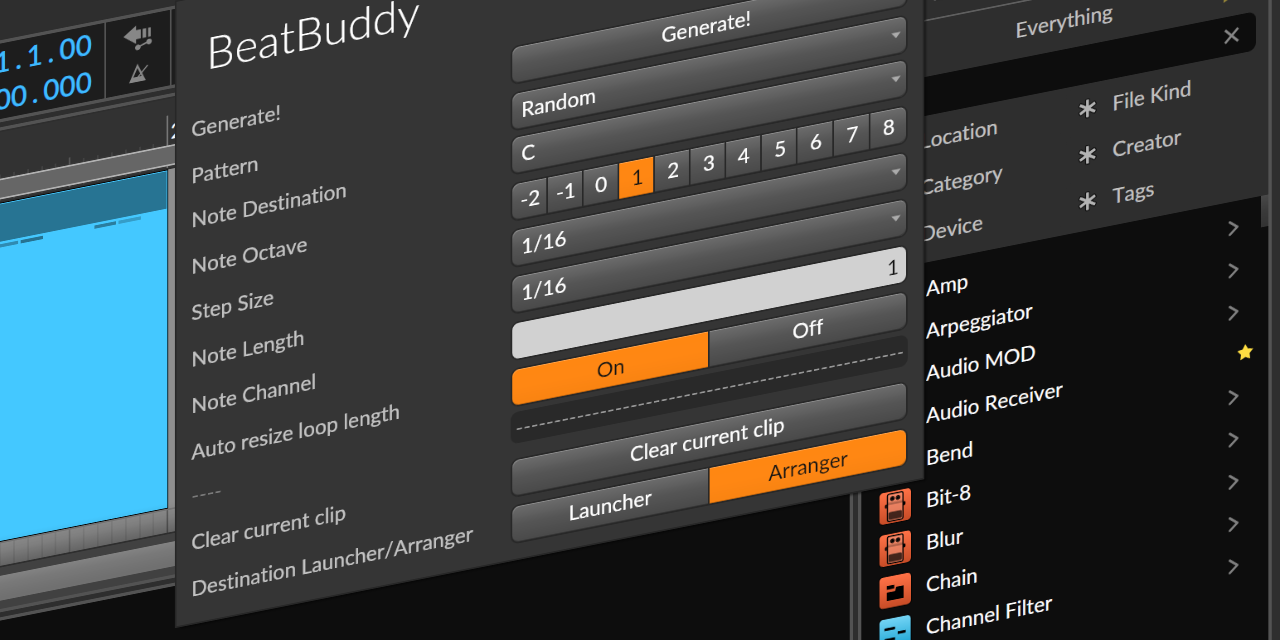 1.1.00
00.000
2
BeatBuddy
Generate!
Generate!
Pattern
Random
Note Destination
C
Note Octave
-2 -1 0 1 2 3 4 5 6 7 8
Step Size
1/16
Note Length
1/16
Note Channel
1
Auto resize loop length
On
Off
----
Clear current clip
Clear current clip
Destination Launcher/Arranger
Launcher
Arranger
Everything
Location
File Kind
Category
Creator
Device
Tags
Amp
Arpeggiator
Audio MOD
Audio Receiver
Bend
Bit-8
Blur
Chain
Channel Filter